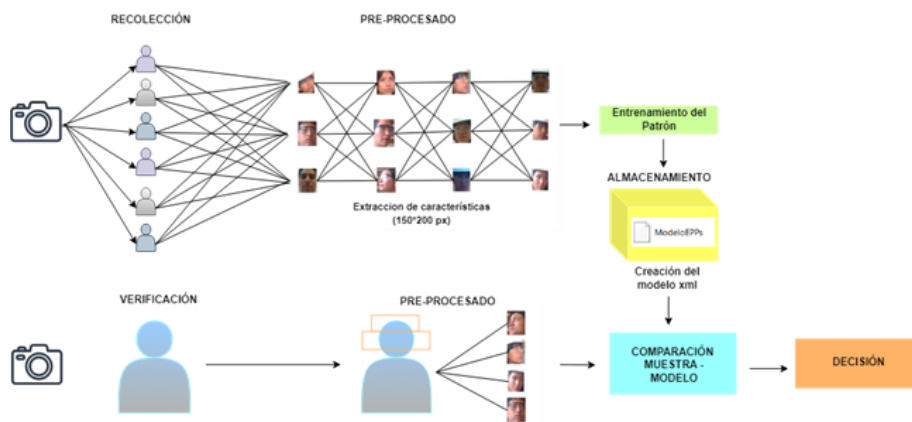 RECOLECCIÓN
PRE-PROCESADO
Extraccion de características
(150*200 px)
Entrenamiento del
Patrón
ALMACENAMIENTO
ModeloEPPs
Creación del
modelo xml
VERIFICACIÓN
PRE-PROCESADO
COMPARACIÓN
MUESTRA -
MODELO
DECISIÓN